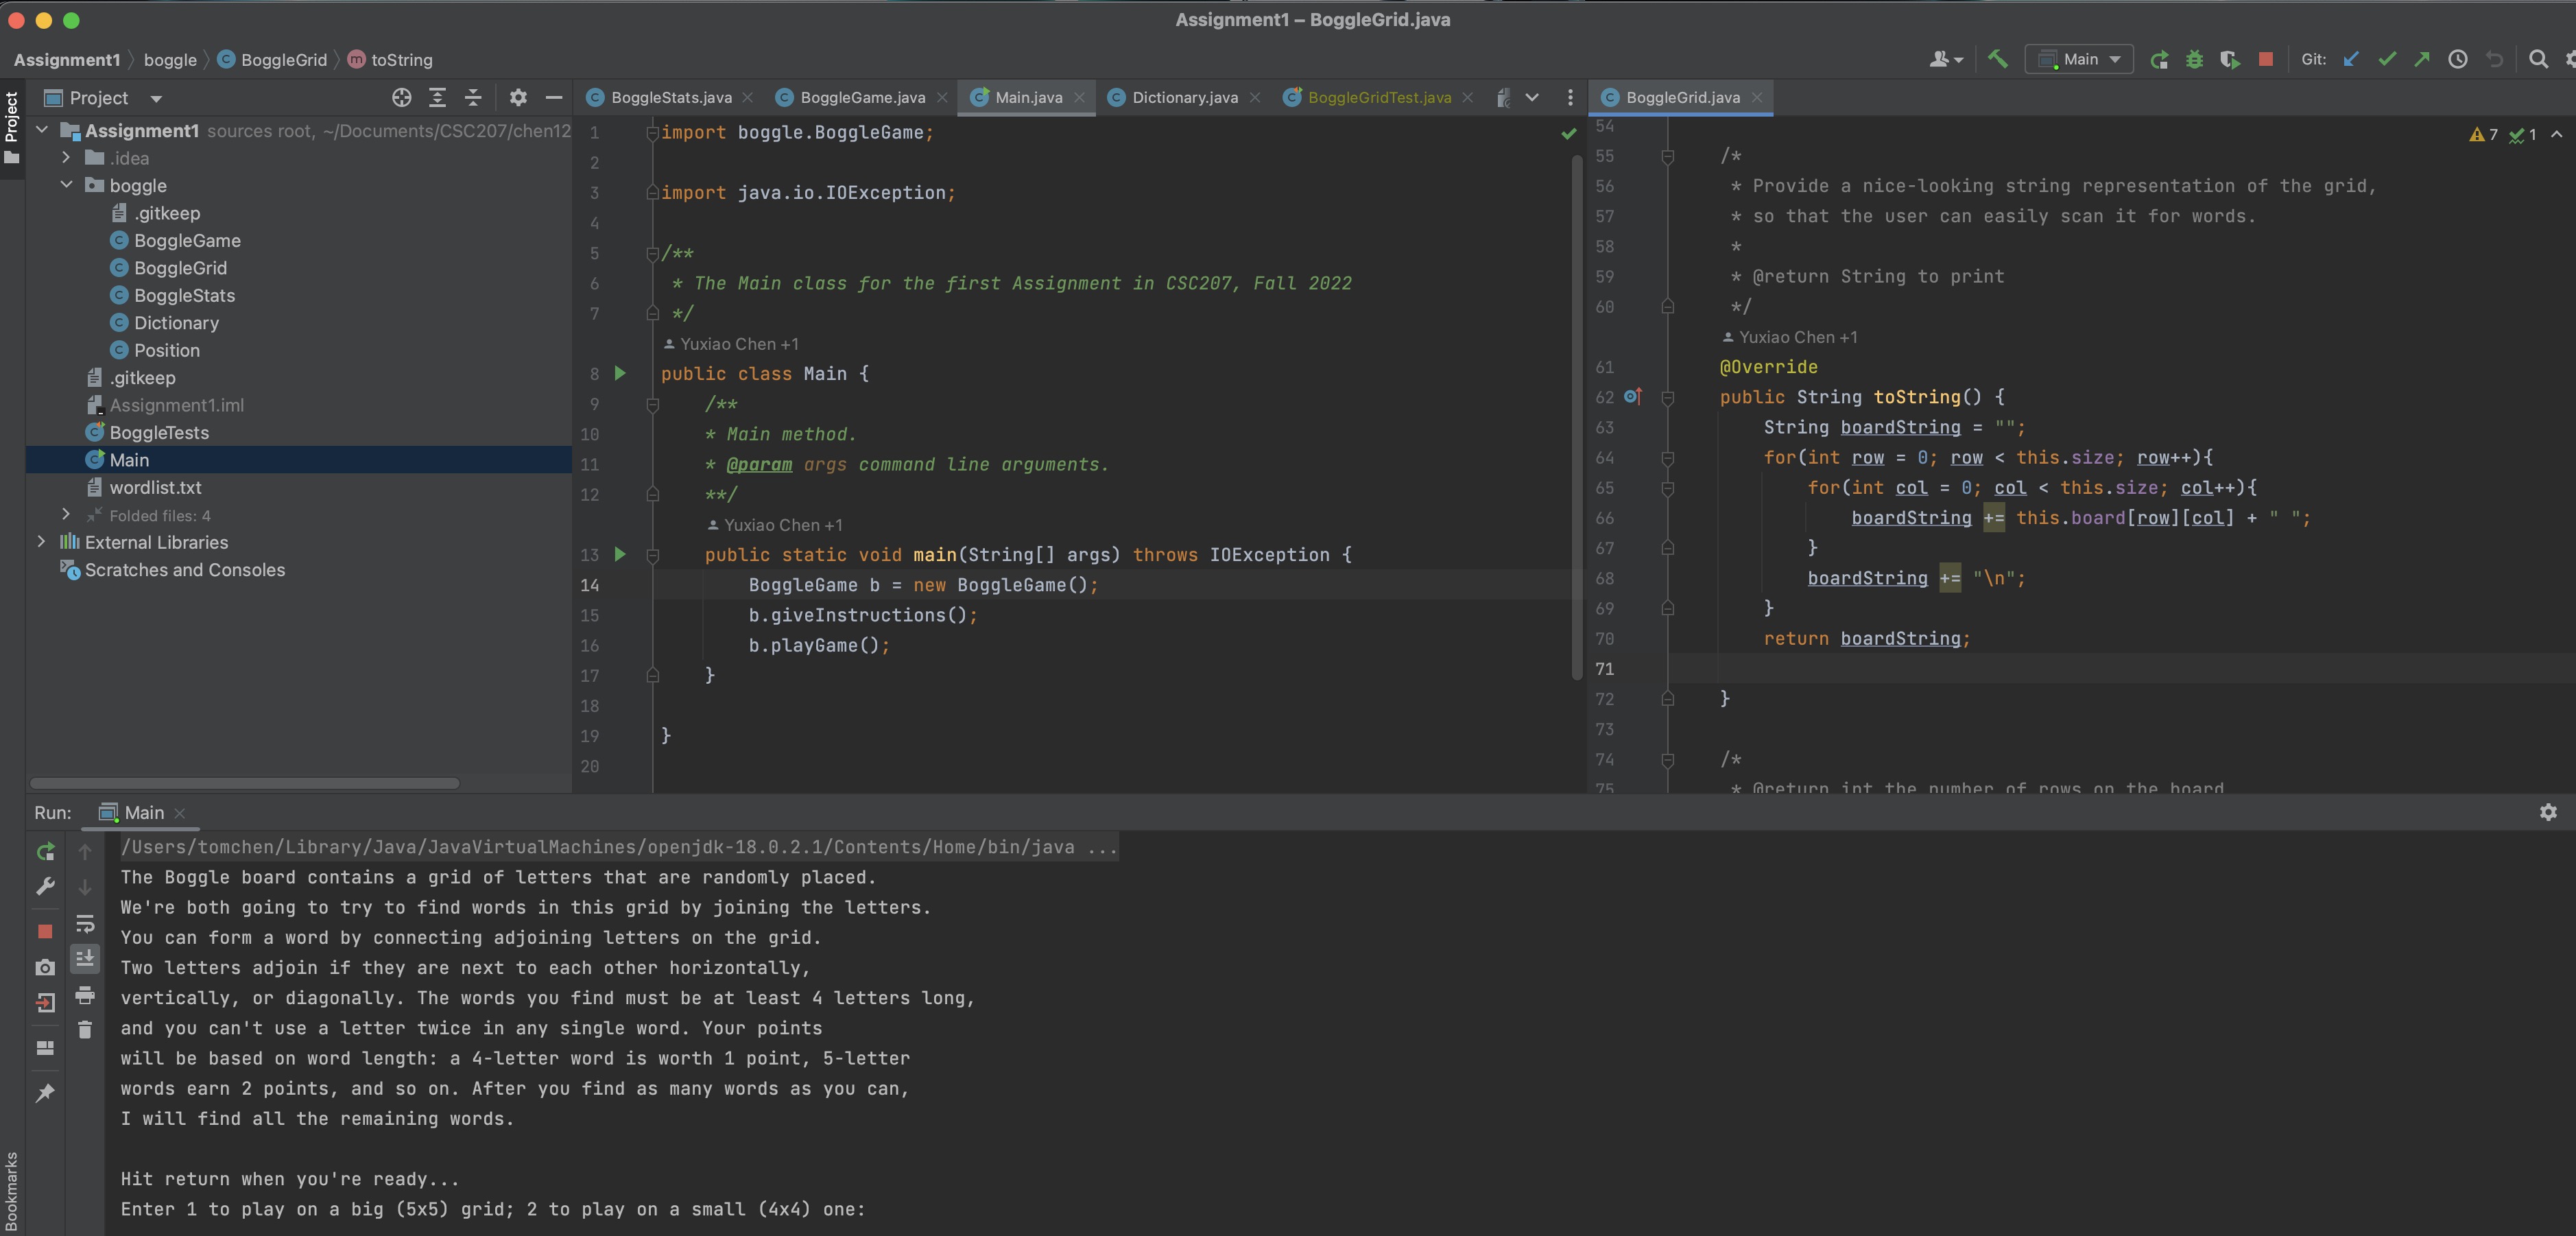 Assignment1 – BoggleGrid.java
Assignment1 boggle BoggleGrid toString
Main Git:
Project
Project
BoggleStats.java BoggleGame.java Main.java Dictionary.java BoggleGridTest.java BoggleGrid.java
Assignment1 sources root, ~/Documents/CSC207/chen12
.idea
boggle
.gitkeep
BoggleGame
BoggleGrid
BoggleStats
Dictionary
Position
.gitkeep
Assignment1.iml
BoggleTests
Main
wordlist.txt
Folded files: 4
External Libraries
Scratches and Consoles
1 import boggle.BoggleGame;
2
3 import java.io.IOException;
4
5 /**
6 * The Main class for the first Assignment in CSC207, Fall 2022
7 */
Yuxiao Chen +1
8 public class Main {
9 /**
10 * Main method.
11 * @param args command line arguments.
12 **/
Yuxiao Chen +1
13 public static void main(String[] args) throws IOException {
14 BoggleGame b = new BoggleGame();
15 b.giveInstructions();
16 b.playGame();
17 }
18
19 }
20
7 1
54
55 /*
56 * Provide a nice-looking string representation of the grid,
57 * so that the user can easily scan it for words.
58 *
59 * @return String to print
60 */
Yuxiao Chen +1
61 @Override
62 public String toString() {
63 String boardString = "";
64 for(int row = 0; row < this.size; row++){
65 for(int col = 0; col < this.size; col++){
66 boardString += this.board[row][col] + " ";
67 }
68 boardString += "\n";
69 }
70 return boardString;
71
72 }
73
74 /*
75 * @return int the number of rows on the board
Run: Main
/Users/tomchen/Library/Java/JavaVirtualMachines/openjdk-18.0.2.1/Contents/Home/bin/java ...
The Boggle board contains a grid of letters that are randomly placed.
We're both going to try to find words in this grid by joining the letters.
You can form a word by connecting adjoining letters on the grid.
Two letters adjoin if they are next to each other horizontally,
vertically, or diagonally. The words you find must be at least 4 letters long,
and you can't use a letter twice in any single word. Your points
will be based on word length: a 4-letter word is worth 1 point, 5-letter
words earn 2 points, and so on. After you find as many words as you can,
I will find all the remaining words.
Hit return when you're ready...
Enter 1 to play on a big (5x5) grid; 2 to play on a small (4x4) one:
Bookmarks